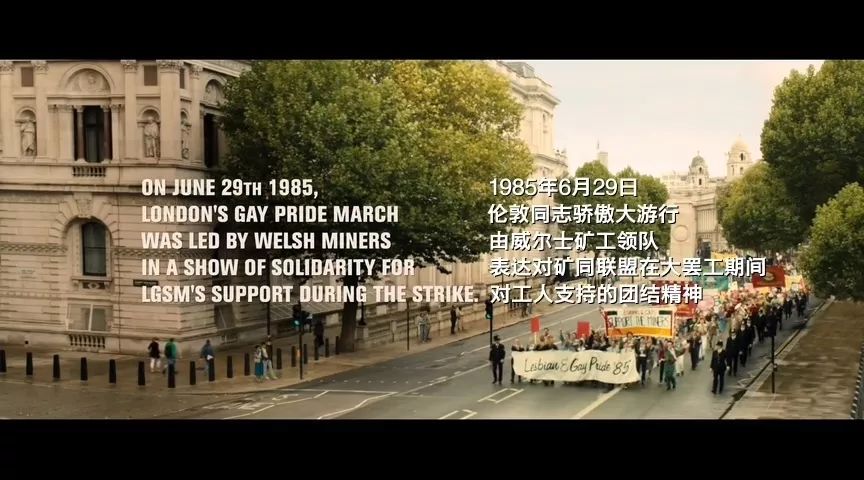 ON JUNE 29TH 1985,
LONDON'S GAY PRIDE MARCH
WAS LED BY WELSH MINERS
IN A SHOW OF SOLIDARITY FOR
LGSM'S SUPPORT DURING THE STRIKE.
1985年6月29日
伦敦同志骄傲大游行
由威尔士矿工领队
表达对矿同联盟在大罢工期间
对工人支持的团结精神
SUPPORT THE MINERS
Lesbian & Gay Pride '85